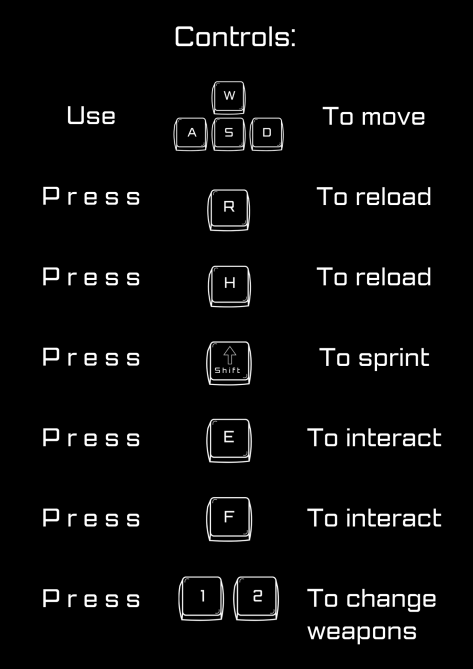 Controls:
W
Use A S D To move
Press R To reload
Press H To reload
Press Shift To sprint
Press E To interact
Press F To interact
Press 1 2 To change
weapons